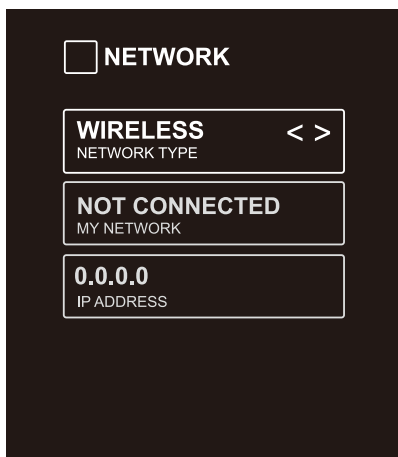 NETWORK
WIRELESS < >
NETWORK TYPE
NOT CONNECTED
MY NETWORK
0.0.0.0
IP ADDRESS